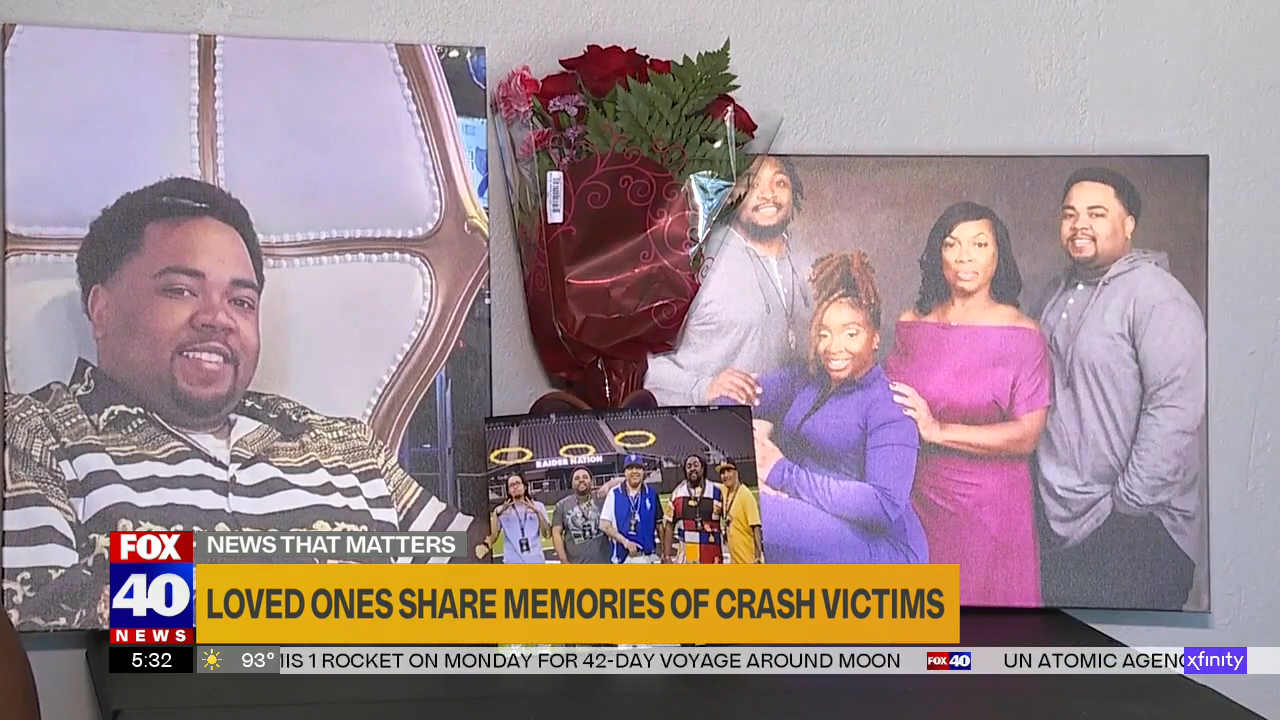 RAIDER NATION
FOX
40
NEWS
NEWS THAT MATTERS
LOVED ONES SHARE MEMORIES OF CRASH VICTIMS
5:32
93°
IS 1 ROCKET ON MONDAY FOR 42-DAY VOYAGE AROUND MOON
FOX 40
UN ATOMIC AGENC
xfinity